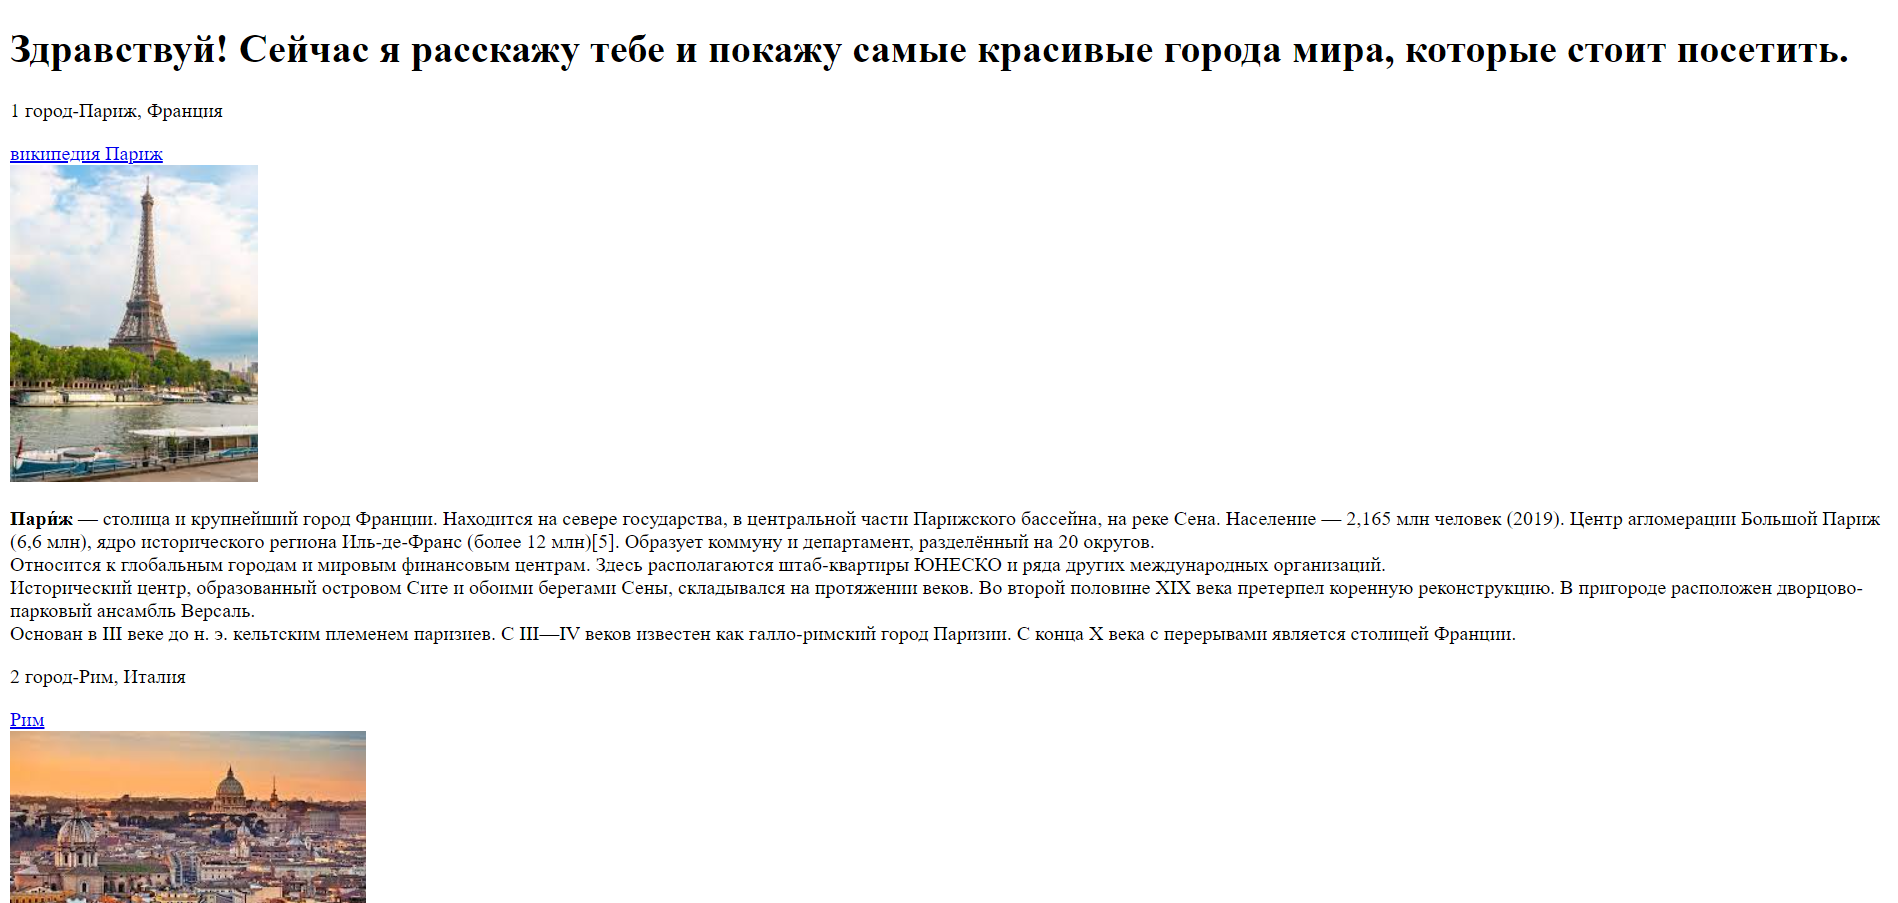 Здравствуй! Сейчас я расскажу тебе и покажу самые красивые города мира, которые стоит посетить.
1 город-Париж, Франция
википедия Париж
Пари́ж — столица и крупнейший город Франции. Находится на севере государства, в центральной части Парижского бассейна, на реке Сена. Население — 2,165 млн человек (2019). Центр агломерации Большой Париж
(6,6 млн), ядро исторического региона Иль-де-Франс (более 12 млн)[5]. Образует коммуну и департамент, разделённый на 20 округов.
Относится к глобальным городам и мировым финансовым центрам. Здесь располагаются штаб-квартиры ЮНЕСКО и ряда других международных организаций.
Исторический центр, образованный островом Сите и обоими берегами Сены, складывался на протяжении веков. Во второй половине XIX века претерпел коренную реконструкцию. В пригороде расположен дворцово-
парковый ансамбль Версаль.
Основан в III веке до н. э. кельтским племенем паризиев. С III—IV веков известен как галло-римский город Паризии. С конца X века с перерывами является столицей Франции.
2 город-Рим, Италия
Рим